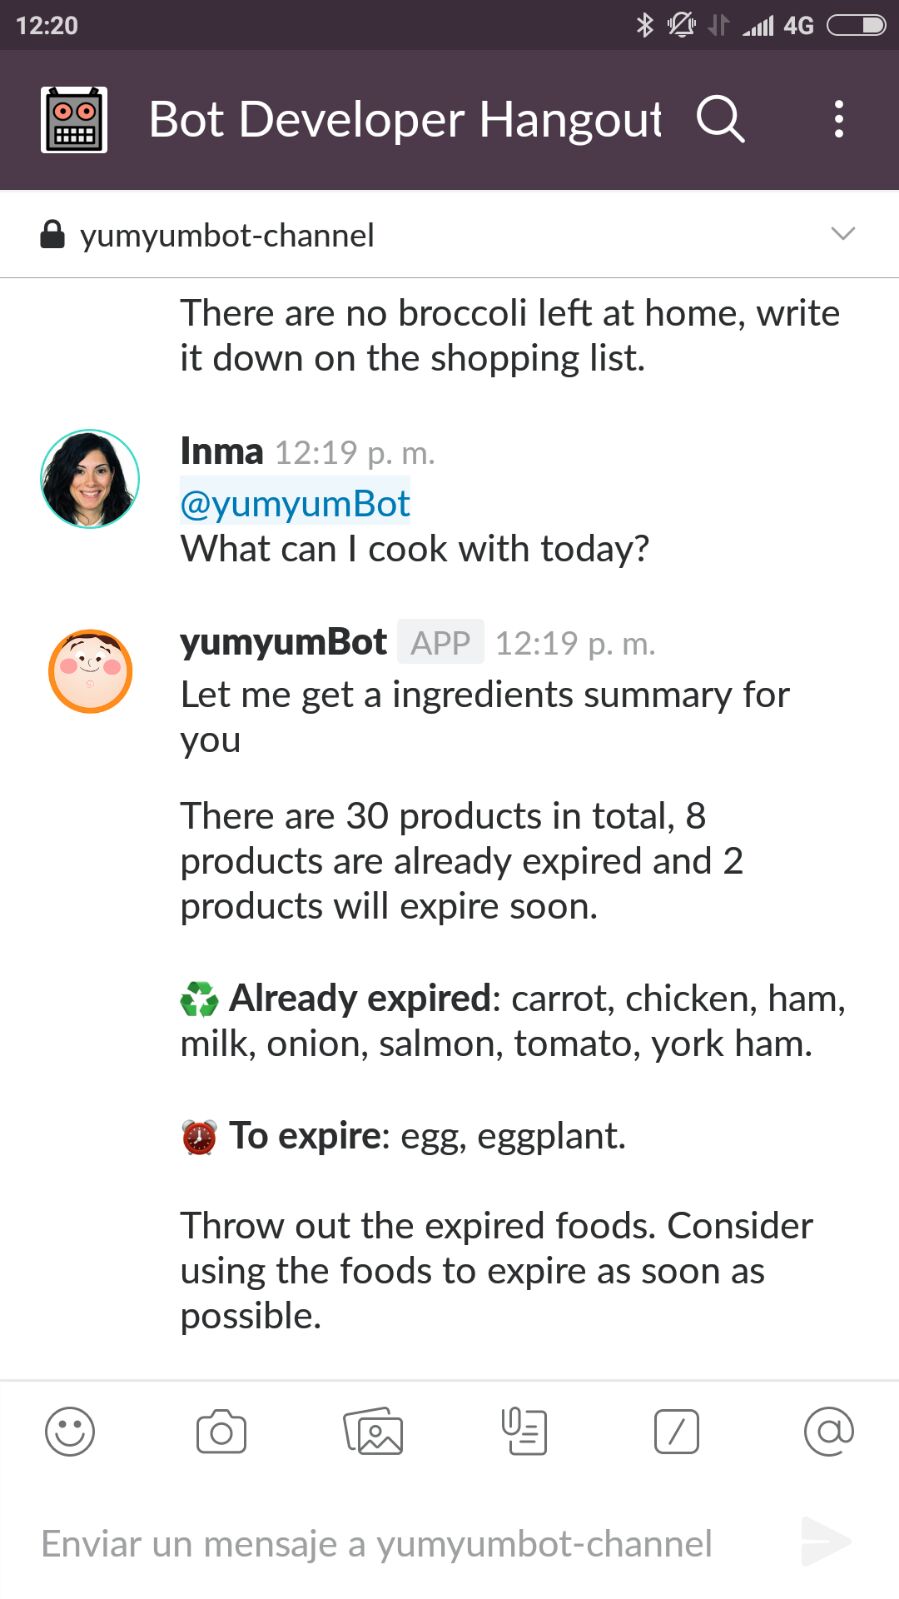 12:20
4G
Bot Developer Hangout
yumyumbot-channel
There are no broccoli left at home, write
it down on the shopping list.
Inma 12:19 p. m.
@yumyumBot
What can I cook with today?
yumyumBot APP 12:19 p. m.
Let me get a ingredients summary for
you
There are 30 products in total, 8
products are already expired and 2
products will expire soon.
Already expired: carrot, chicken, ham,
milk, onion, salmon, tomato, york ham.
To expire: egg, eggplant.
Throw out the expired foods. Consider
using the foods to expire as soon as
possible.
Enviar un mensaje a yumyumbot-channel